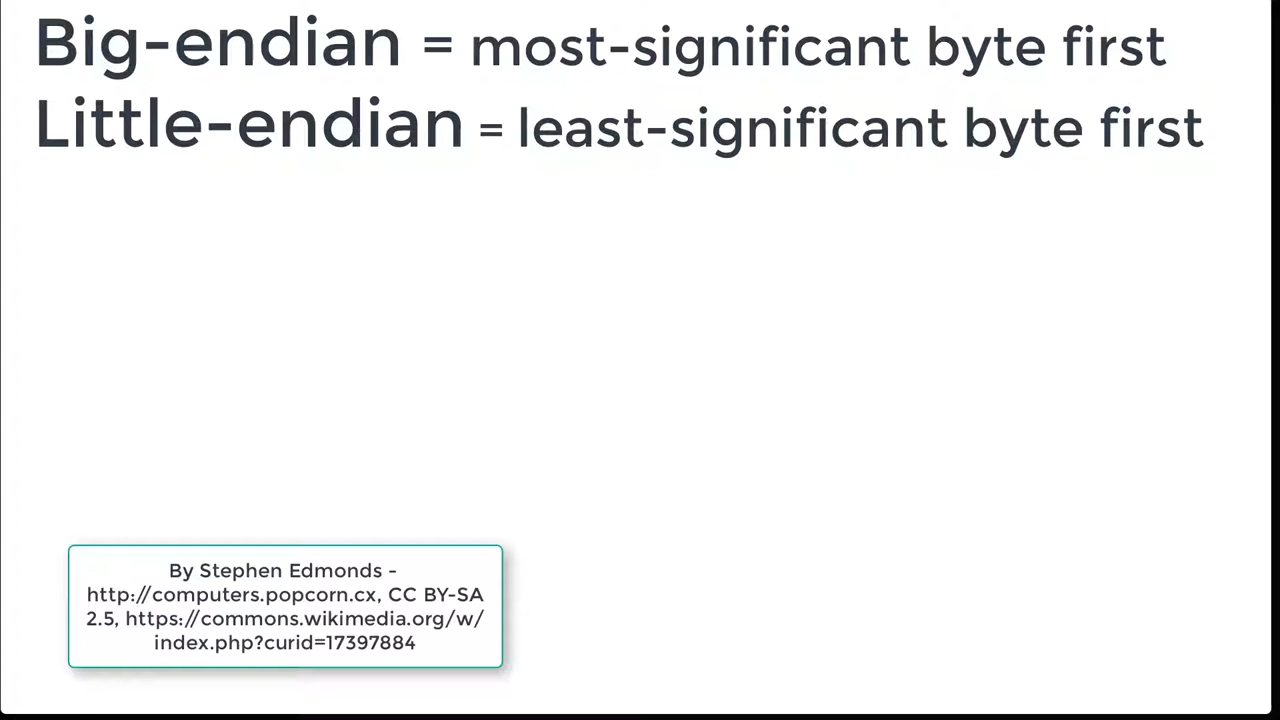 Big-endian = most-significant byte first
Little-endian = least-significant byte first
By Stephen Edmonds -
http://computers.popcorn.cx, CC BY-SA
2.5, https://commons.wikimedia.org/w/
index.php?curid=17397884